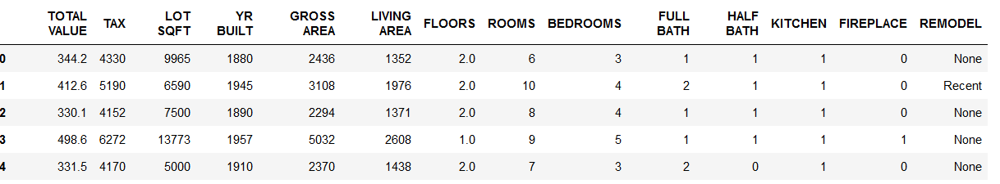 TOTAL VALUE TAX LOT SQFT YR BUILT GROSS AREA LIVING AREA FLOORS ROOMS BEDROOMS FULL BATH HALF BATH KITCHEN FIREPLACE REMODEL
0 344.2 4330 9965 1880 2436 1352 2.0 6 3 1 1 1 0 None
1 412.6 5190 6590 1945 3108 1976 2.0 10 4 2 1 1 0 Recent
2 330.1 4152 7500 1890 2294 1371 2.0 8 4 1 1 1 0 None
3 498.6 6272 13773 1957 5032 2608 1.0 9 5 1 1 1 1 None
4 331.5 4170 5000 1910 2370 1438 2.0 7 3 2 0 1 0 None